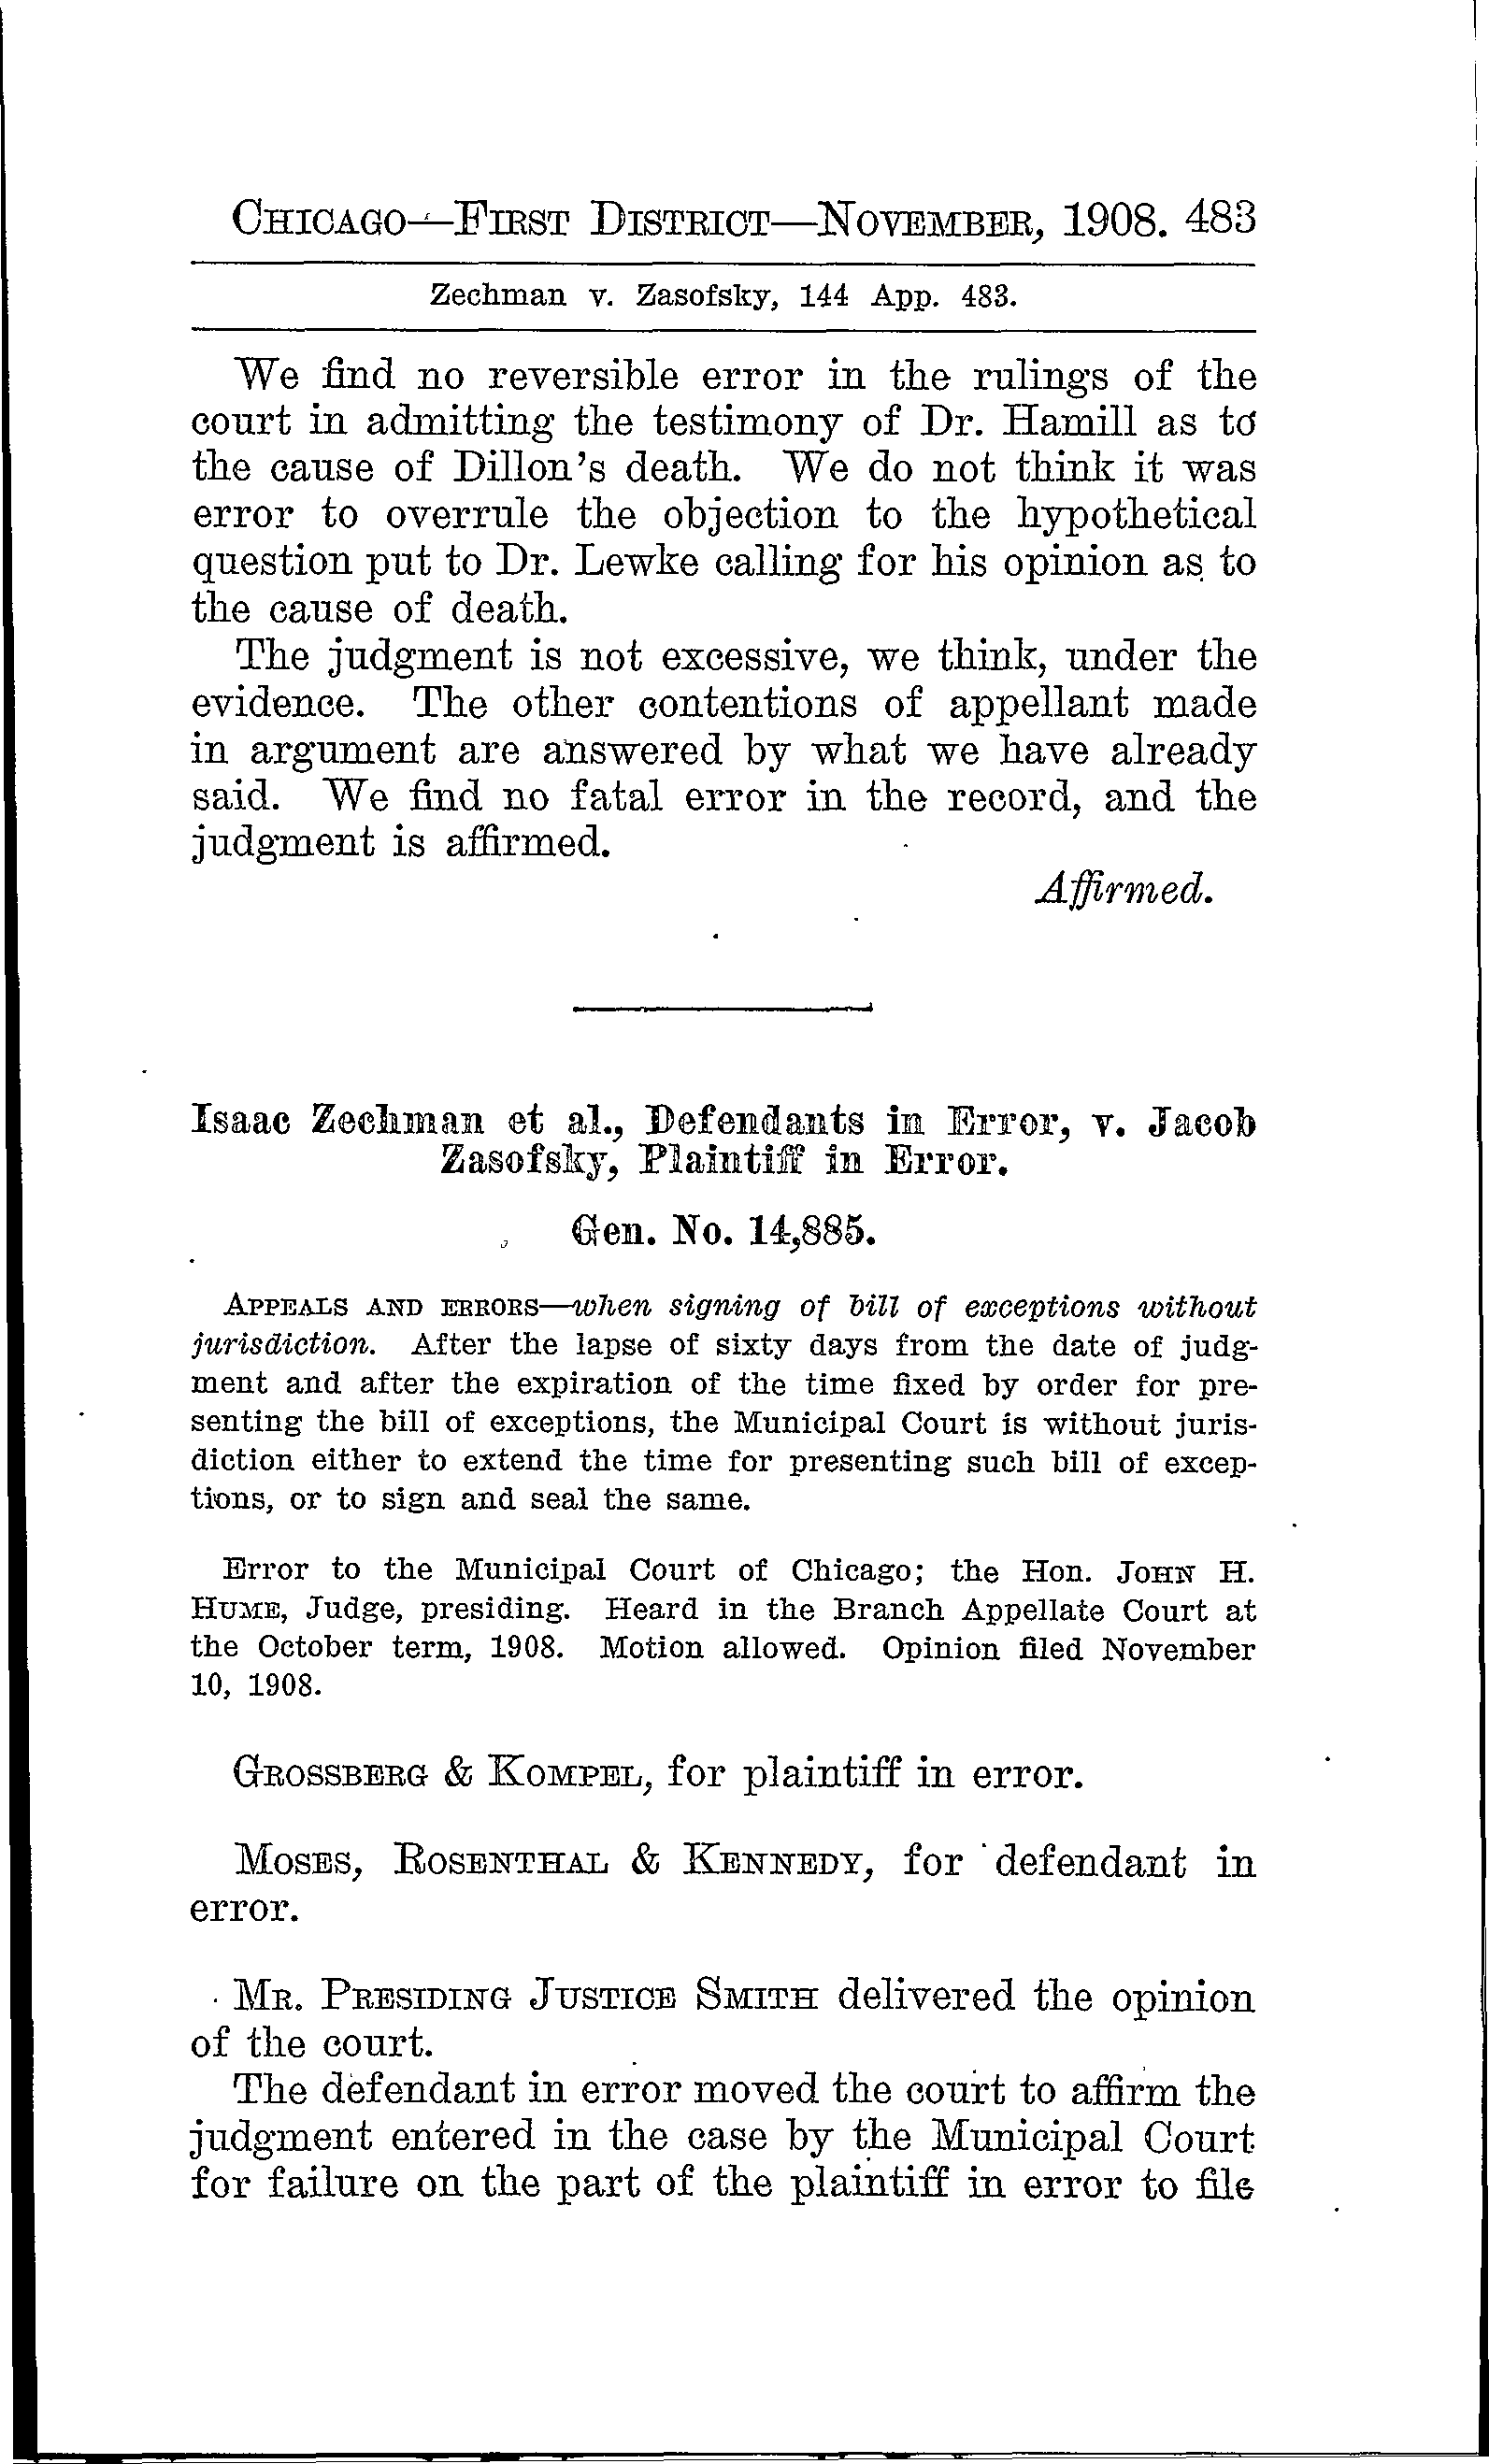 CHICAGO—FIRST DISTRICT—NOVEMBER, 1908. 483
Zechman v. Zasofsky, 144 App. 483.
We find no reversible error in the rulings of the
court in admitting the testimony of Dr. Hamill as to
the cause of Dillon's death. We do not think it was
error to overrule the objection to the hypothetical
question put to Dr. Lewke calling for his opinion as to
the cause of death.
The judgment is not excessive, we think, under the
evidence. The other contentions of appellant made
in argument are answered by what we have already
said. We find no fatal error in the record, and the
judgment is affirmed.
Affirmed.
Isaac Zechman et al., Defendants in Error, v. Jacob
Zasofsky, Plaintiff in Error.
Gen. No. 14,885.
APPEALS AND ERRORS—when signing of bill of exceptions without
jurisdiction. After the lapse of sixty days from the date of judg-
ment and after the expiration of the time fixed by order for pre-
senting the bill of exceptions, the Municipal Court is without juris-
diction either to extend the time for presenting such bill of excep-
tions, or to sign and seal the same.
Error to the Municipal Court of Chicago; the Hon. JOHN H.
HUME, Judge, presiding. Heard in the Branch Appellate Court at
the October term, 1908. Motion allowed. Opinion filed November
10, 1908.
GROSSBERG & KOMPEL, for plaintiff in error.
MOSES, ROSENTHAL & KENNEDY, for defendant in
error.
MR. PRESIDING JUSTICE SMITH delivered the opinion
of the court.
The defendant in error moved the court to affirm the
judgment entered in the case by the Municipal Court
for failure on the part of the plaintiff in error to file